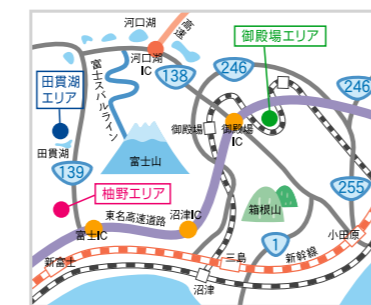 河口湖
高速
御殿場エリア
河口湖
IC
138
246
246
富士スバルライン
田貫湖
エリア
御殿場
御殿場
IC
田貫湖
富士山
139
255
柚野エリア
箱根山
東名高速道路
沼津IC
富士IC
1
小田原
新富士
三島
新幹線
沼津